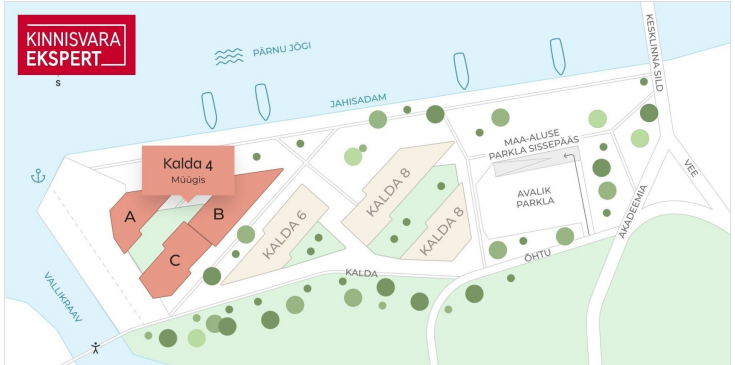 KINNISVARA
EKSPERT
S
PÄRNU JÕGI
JAHISADAM
KESKLINNA SILD
MAA-ALUSE
PARKLA SISSEPÄÄS
VEE
Kalda 4
Müügis
A
B
C
KALDA 6
KALDA 8
KALDA 8
AVALIK
PARKLA
AKADEEMIA
ÕHTU
KALDA
VALLIKRAAV